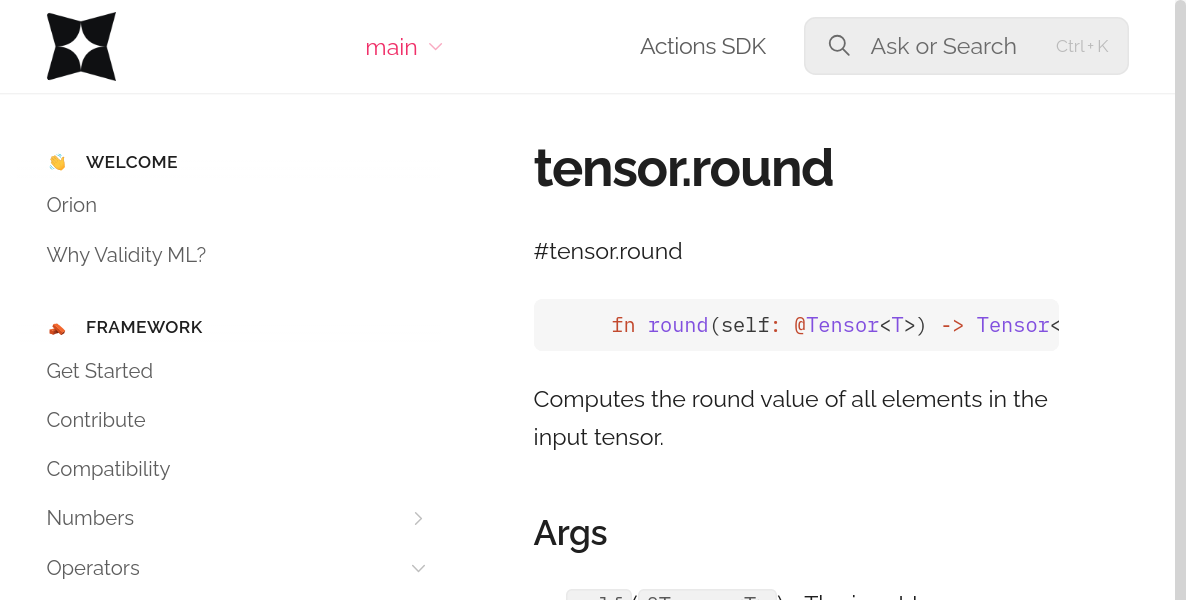 main
Actions SDK
Ask or Search
Ctrl + K
WELCOME
Orion
Why Validity ML?
FRAMEWORK
Get Started
Contribute
Compatibility
Numbers
Operators
tensor.round
#tensor.round
fn round(self: @Tensor<T>) -> Tensor<
Computes the round value of all elements in the
input tensor.
Args